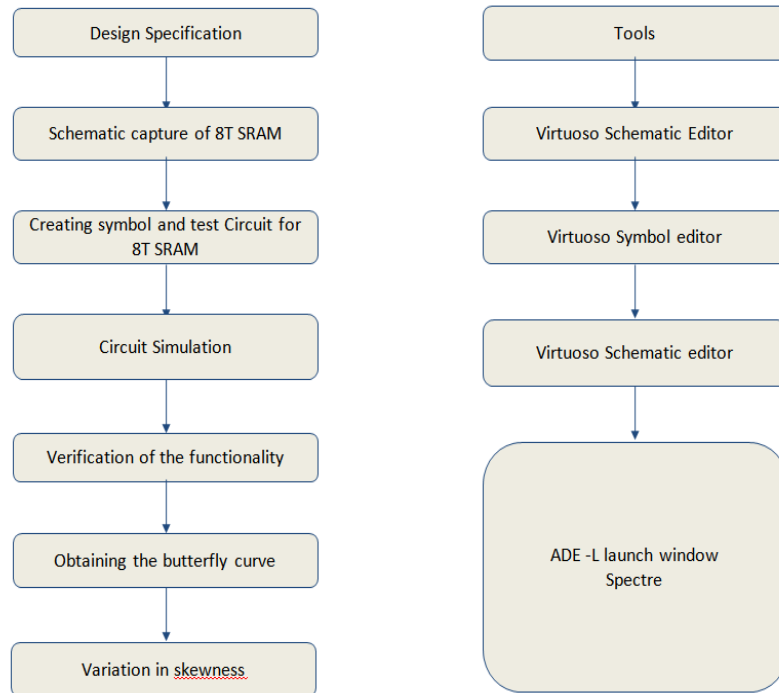 Design Specification
Schematic capture of 8T SRAM
Creating symbol and test Circuit for
8T SRAM
Circuit Simulation
Verification of the functionality
Obtaining the butterfly curve
Variation in skewness
Tools
Virtuoso Schematic Editor
Virtuoso Symbol editor
Virtuoso Schematic editor
ADE -L launch window
Spectre